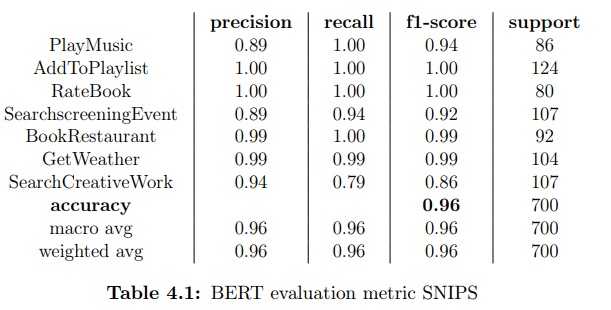 precision recall f1-score support
PlayMusic 0.89 1.00 0.94 86
AddToPlaylist 1.00 1.00 1.00 124
RateBook 1.00 1.00 1.00 80
SearchscreeningEvent 0.89 0.94 0.92 107
BookRestaurant 0.99 1.00 0.99 92
GetWeather 0.99 0.99 0.99 104
SearchCreativeWork 0.94 0.79 0.86 107
accuracy 0.96 700
macro avg 0.96 0.96 0.96 700
weighted avg 0.96 0.96 0.96 700
Table 4.1: BERT evaluation metric SNIPS